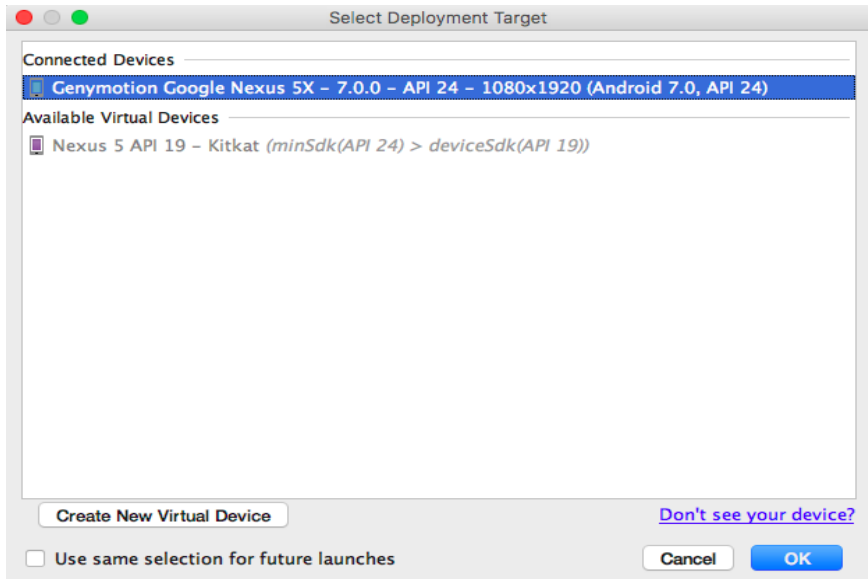 Select Deployment Target
Connected Devices
Genymotion Google Nexus 5X – 7.0.0 – API 24 – 1080x1920 (Android 7.0, API 24)
Available Virtual Devices
Nexus 5 API 19 – Kitkat (minSdk(API 24) > deviceSdk(API 19))
Create New Virtual Device
Don't see your device?
Use same selection for future launches
Cancel
OK